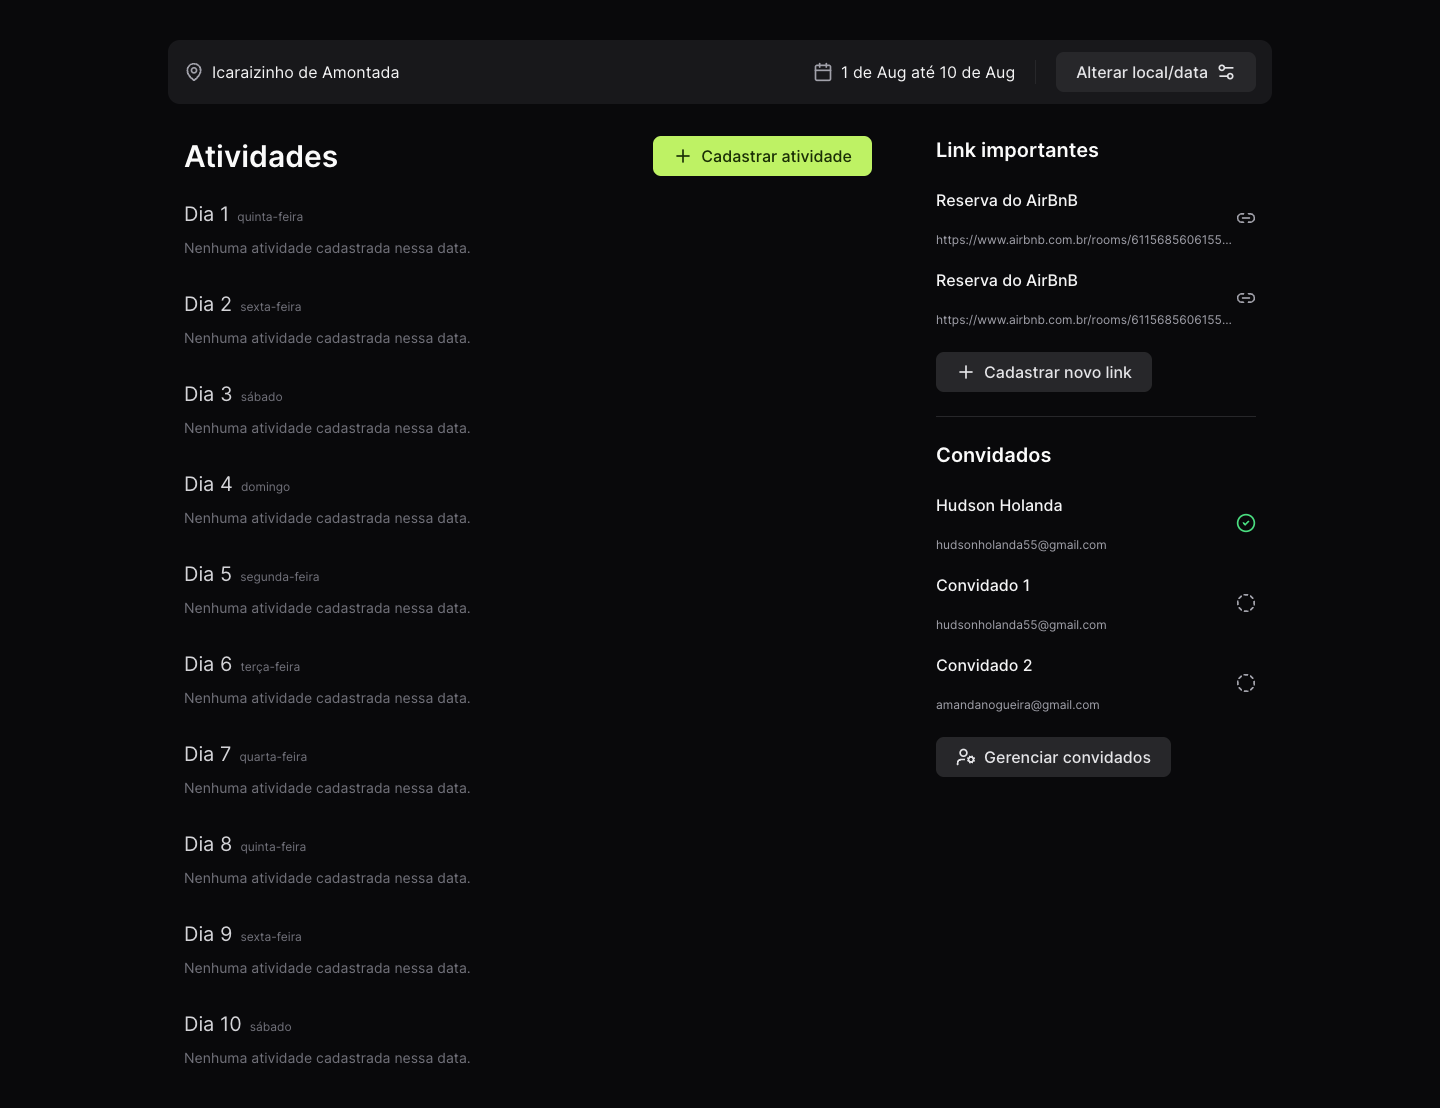 Icaraizinho de Amontada
1 de Aug até 10 de Aug
Alterar local/data
Atividades
Cadastrar atividade
Dia 1 quinta-feira
Nenhuma atividade cadastrada nessa data.
Dia 2 sexta-feira
Nenhuma atividade cadastrada nessa data.
Dia 3 sábado
Nenhuma atividade cadastrada nessa data.
Dia 4 domingo
Nenhuma atividade cadastrada nessa data.
Dia 5 segunda-feira
Nenhuma atividade cadastrada nessa data.
Dia 6 terça-feira
Nenhuma atividade cadastrada nessa data.
Dia 7 quarta-feira
Nenhuma atividade cadastrada nessa data.
Dia 8 quinta-feira
Nenhuma atividade cadastrada nessa data.
Dia 9 sexta-feira
Nenhuma atividade cadastrada nessa data.
Dia 10 sábado
Nenhuma atividade cadastrada nessa data.
Link importantes
Reserva do AirBnB
https://www.airbnb.com.br/rooms/6115685606155...
Reserva do AirBnB
https://www.airbnb.com.br/rooms/6115685606155...
Cadastrar novo link
Convidados
Hudson Holanda
hudsonholanda55@gmail.com
Convidado 1
hudsonholanda55@gmail.com
Convidado 2
amandanogueira@gmail.com
Gerenciar convidados